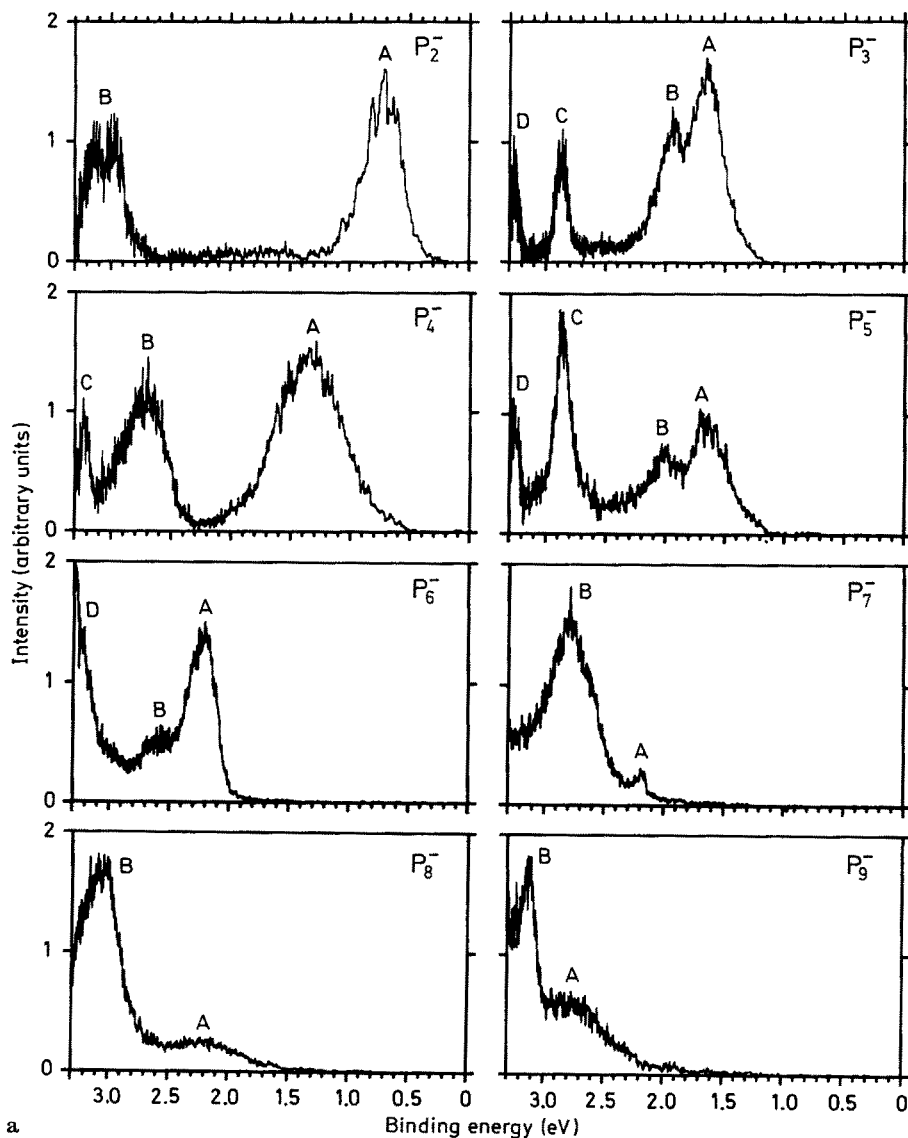 2
P₂⁻
A
B
1
0
P₃⁻
A
B
C
D
2
P₄⁻
A
B
C
1
0
P₅⁻
C
D
A
B
2
P₆⁻
D
A
B
1
0
P₇⁻
B
A
2
P₈⁻
B
A
1
0
P₉⁻
B
A
3.0 2.5 2.0 1.5 1.0 0.5 0
3.0 2.5 2.0 1.5 1.0 0.5 0
Intensity (arbitrary units)
Binding energy (eV)
a